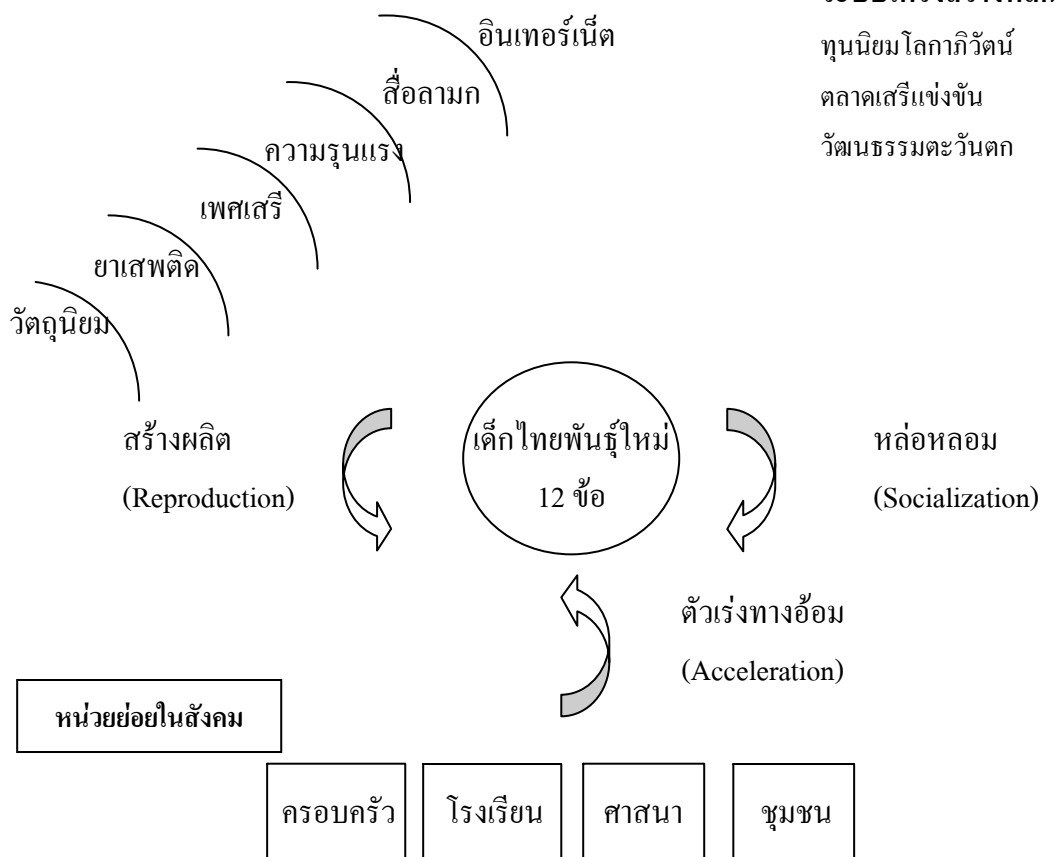 อินเทอร์เน็ต
ทุนนิยมโลกาภิวัตน์
สื่อลามก
ตลาดเสรีแข่งขัน
ความรุนแรง
วัฒนธรรมตะวันตก
เพศเสรี
ยาเสพติด
วัตถุนิยม
สร้างผลิต
(Reproduction)
เด็กไทยพันธุ์ใหม่
12 ข้อ
หล่อหลอม
(Socialization)
ตัวเร่งทางอ้อม
(Acceleration)
หน่วยย่อยในสังคม
ครอบครัว
โรงเรียน
ศาสนา
ชุมชน